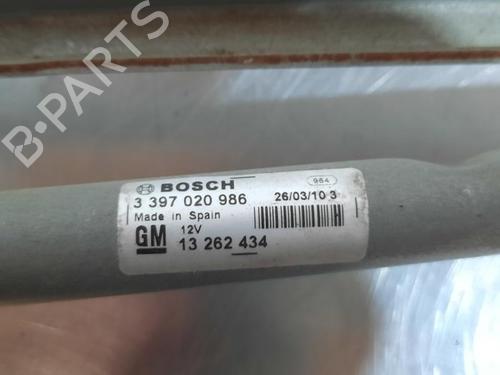 B-PARTS
BOSCH
984
3 397 020 986
26/03/10 3
Made in Spain
GM
12V
13 262 434